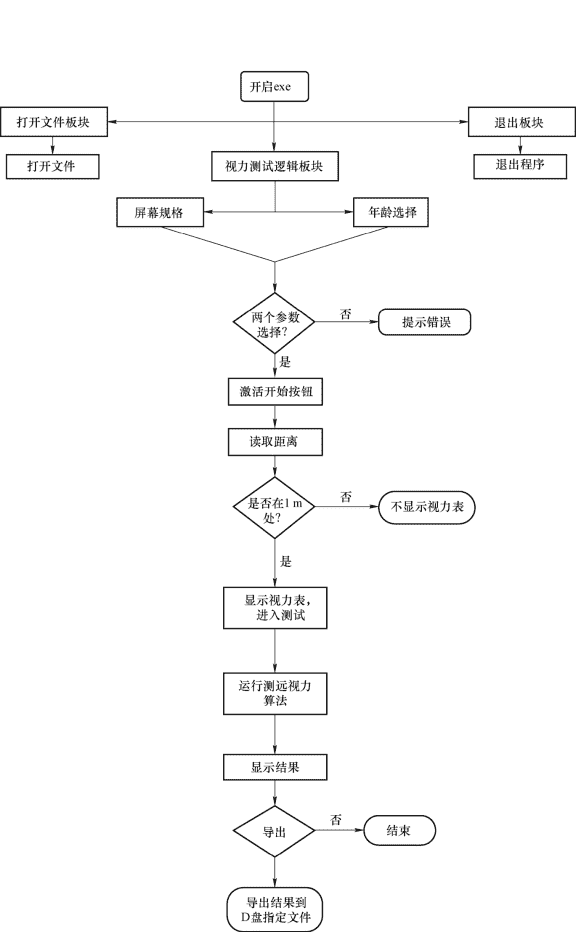 开启exe
打开文件板块
退出板块
打开文件
视力测试逻辑板块
退出程序
屏幕规格
年龄选择
两个参数
选择?
否
提示错误
是
激活开始按钮
读取距离
是否在1 m
处?
否
不显示视力表
是
显示视力表,
进入测试
运行测远视力
算法
显示结果
导出
否
结束
导出结果到
D盘指定文件